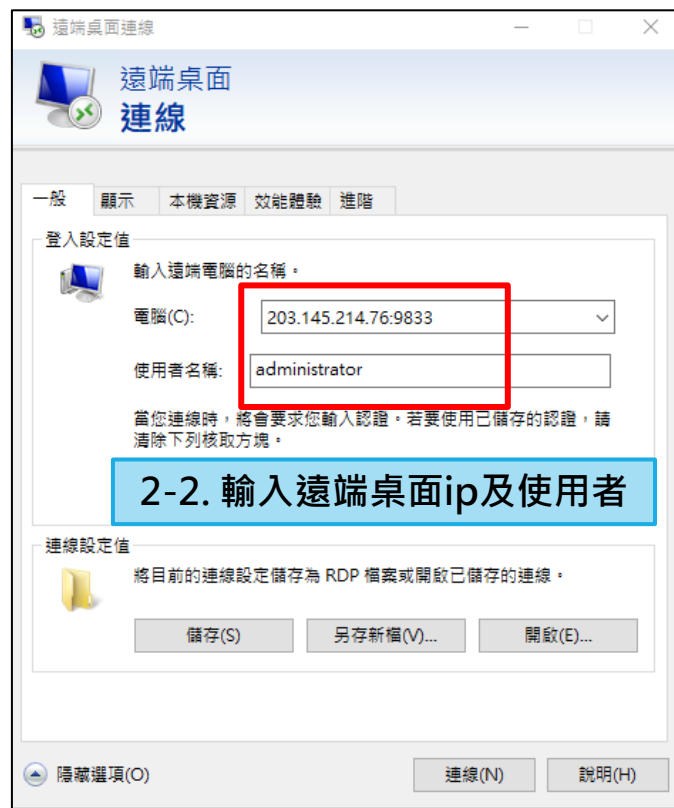 遠端桌面連線
遠端桌面
連線
一般 顯示 本機資源 效能體驗 進階
登入設定值
輸入遠端電腦的名稱。
電腦(C): 203.145.214.76:9833
使用者名稱: administrator
當您連線時，將會要求您輸入認證。若要使用已儲存的認證，請
清除下列核取方塊。
2-2. 輸入遠端桌面ip及使用者
連線設定值
將目前的連線設定儲存為 RDP 檔案或開啟已儲存的連線。
儲存(S) 另存新檔(V)... 開啟(E)...
隱藏選項(O) 連線(N) 說明(H)